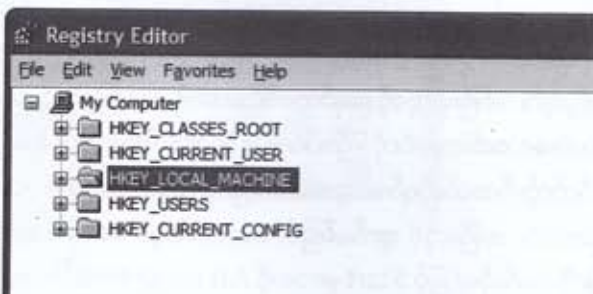 Registry Editor
File Edit View Favorites Help
My Computer
HKEY_CLASSES_ROOT
HKEY_CURRENT_USER
HKEY_LOCAL_MACHINE
HKEY_USERS
HKEY_CURRENT_CONFIG